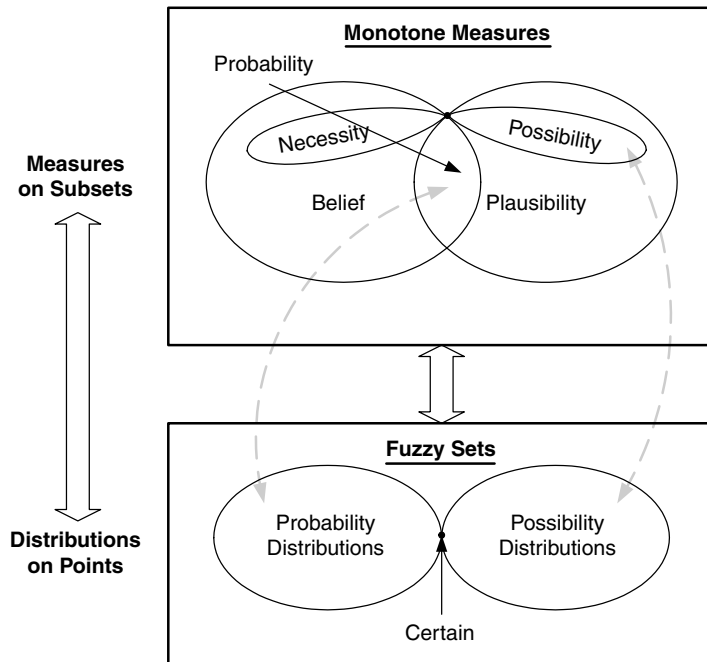 Monotone Measures
Probability
Necessity
Possibility
Measures
on Subsets
Belief
Plausibility
Fuzzy Sets
Probability
Distributions
Possibility
Distributions
Distributions
on Points
Certain